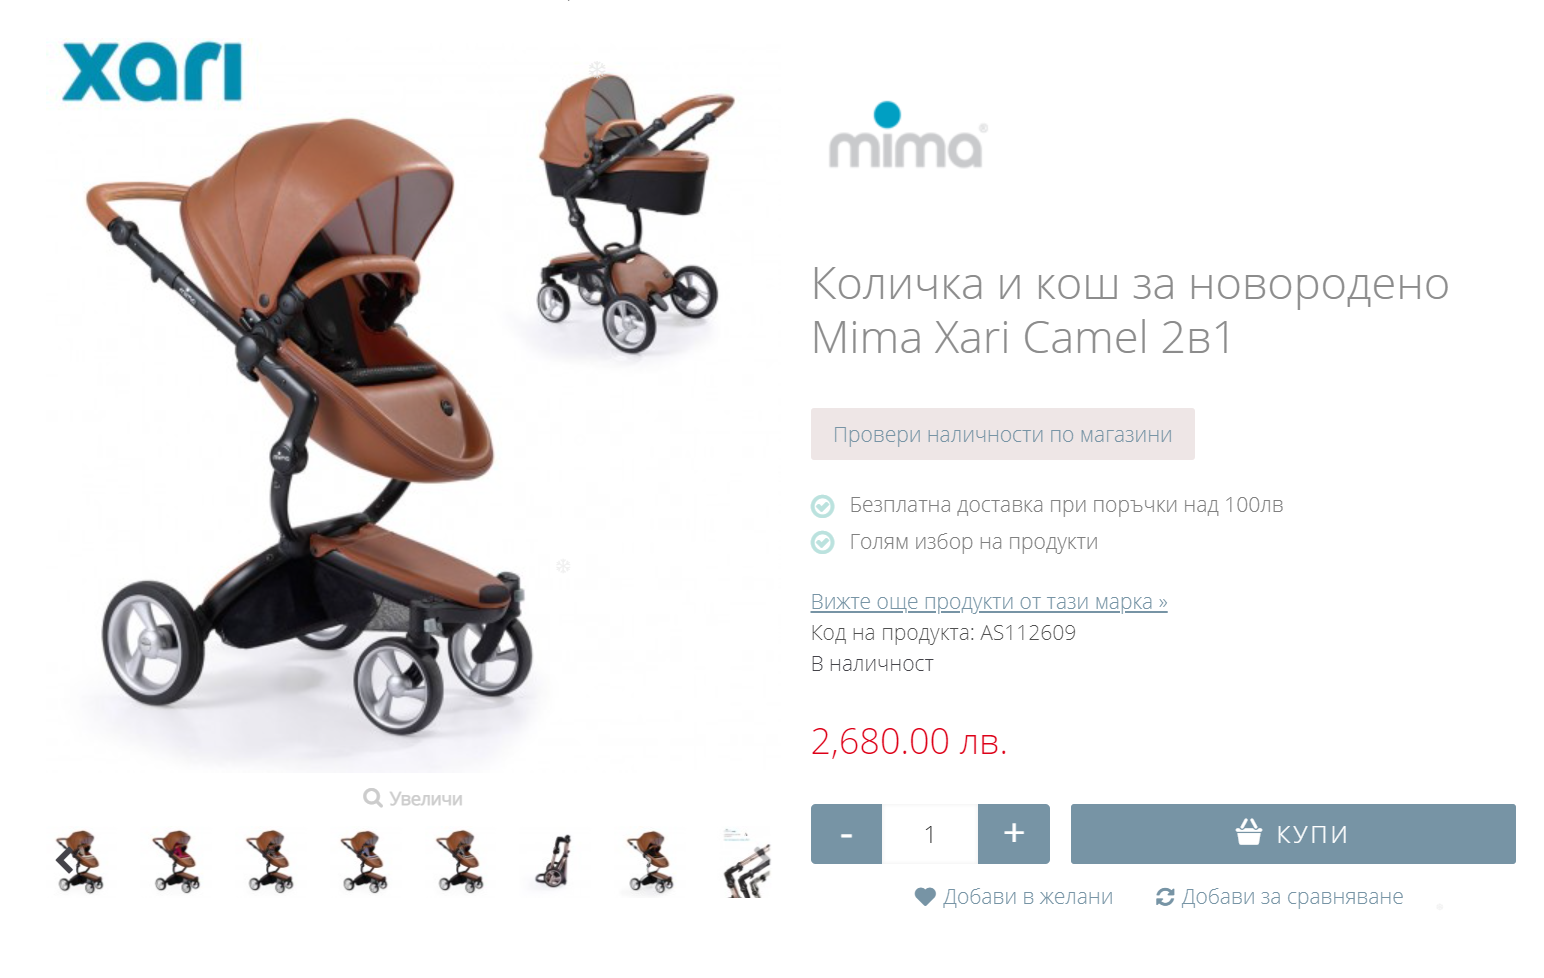 xari
mima®
Количка и кош за новородено
Mima Xari Camel 2в1
Провери наличности по магазини
Безплатна доставка при поръчки над 100лв
Голям избор на продукти
Вижте още продукти от тази марка »
Код на продукта: AS112609
В наличност
2,680.00 лв.
- 1 + КУПИ
Добави в желани Добави за сравняване
Увеличи